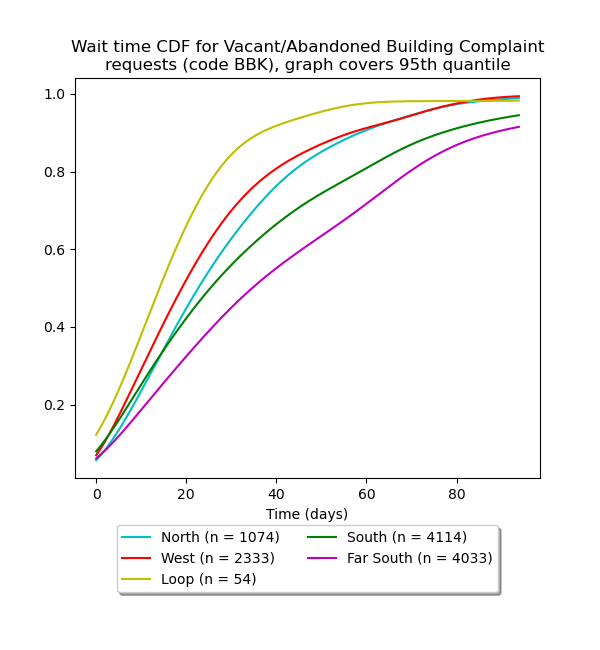 Wait time CDF for Vacant/Abandoned Building Complaint
requests (code BBK), graph covers 95th quantile
1.0
0.8
0.6
0.4
0.2
0 20 40 60 80
Time (days)
North (n = 1074) South (n = 4114)
West (n = 2333) Far South (n = 4033)
Loop (n = 54)